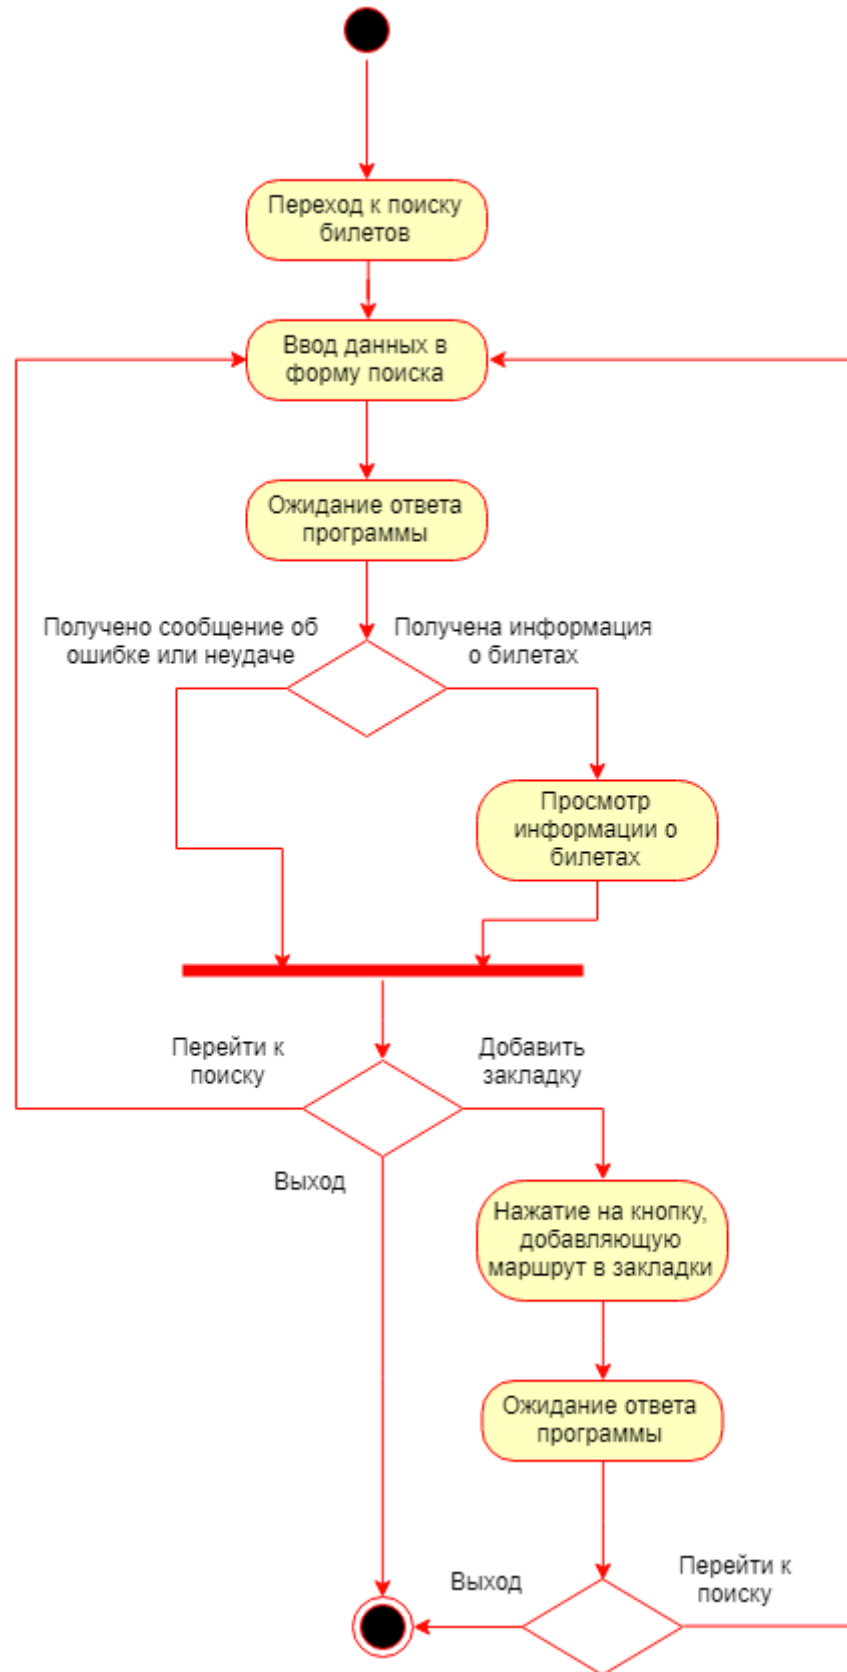 Переход к поиску
билетов
Ввод данных в
форму поиска
Ожидание ответа
программы
Получено сообщение об
ошибке или неудаче
Получена информация
о билетах
Просмотр
информации о
билетах
Перейти к
поиску
Добавить
закладку
Выход
Нажатие на кнопку,
добавляющую
маршрут в закладки
Ожидание ответа
программы
Выход
Перейти к
поиску